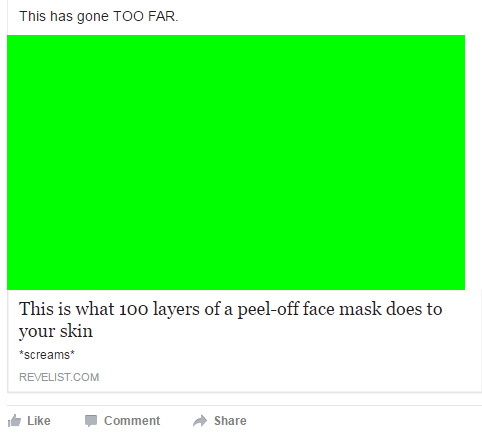 This has gone TOO FAR.
This is what 100 layers of a peel-off face mask does to
your skin
*screams*
REVELIST.COM
Like Comment Share